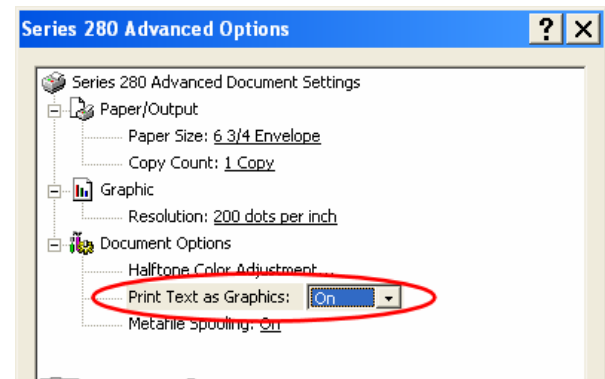 Series 280 Advanced Options
Series 280 Advanced Document Settings
Paper/Output
Paper Size: 6 3/4 Envelope
Copy Count: 1 Copy
Graphic
Resolution: 200 dots per inch
Document Options
Halftone Color Adjustment...
Print Text as Graphics: On
Metafile Spooling: On